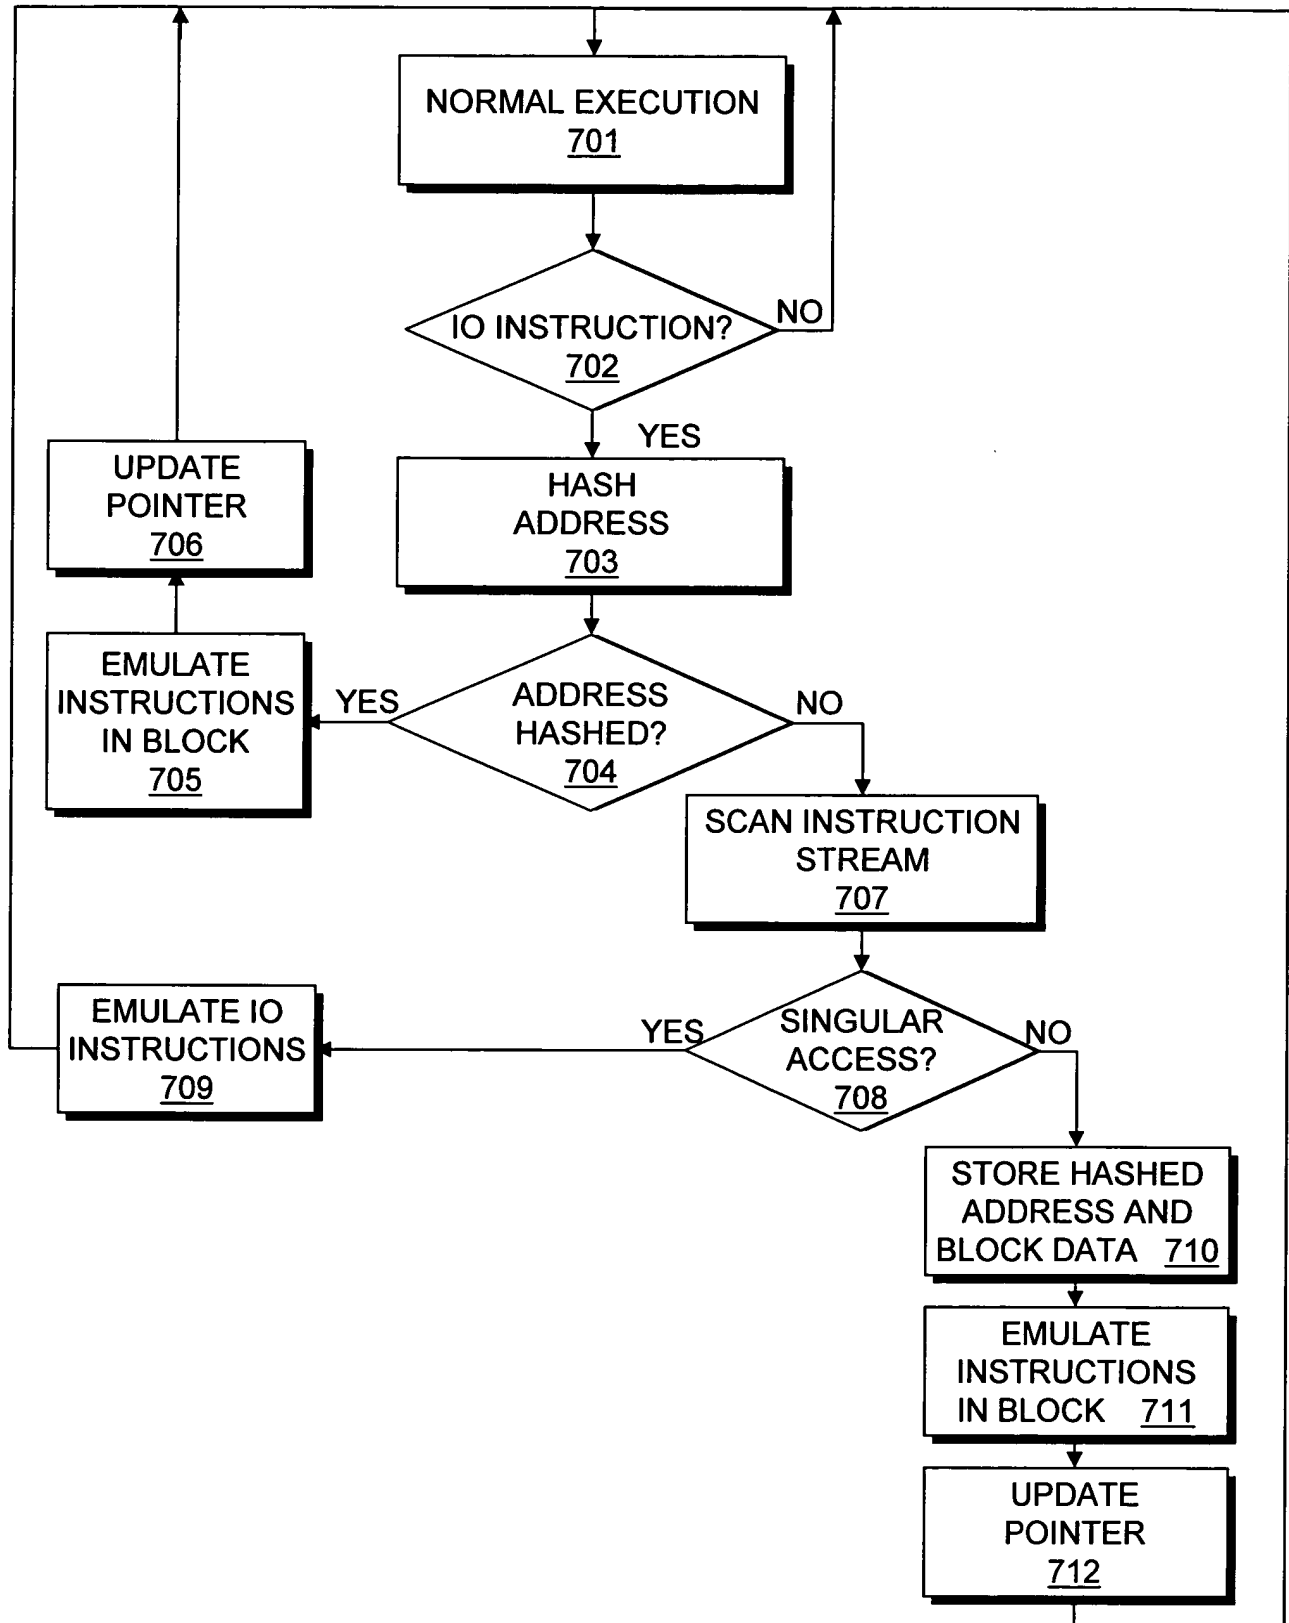 NORMAL EXECUTION
701
IO INSTRUCTION?
702
NO
YES
UPDATE
POINTER
706
HASH
ADDRESS
703
EMULATE
INSTRUCTIONS
IN BLOCK
705
YES
ADDRESS
HASHED?
704
NO
SCAN INSTRUCTION
STREAM
707
EMULATE IO
INSTRUCTIONS
709
YES
SINGULAR
ACCESS?
708
NO
STORE HASHED
ADDRESS AND
BLOCK DATA 710
EMULATE
INSTRUCTIONS
IN BLOCK 711
UPDATE
POINTER
712